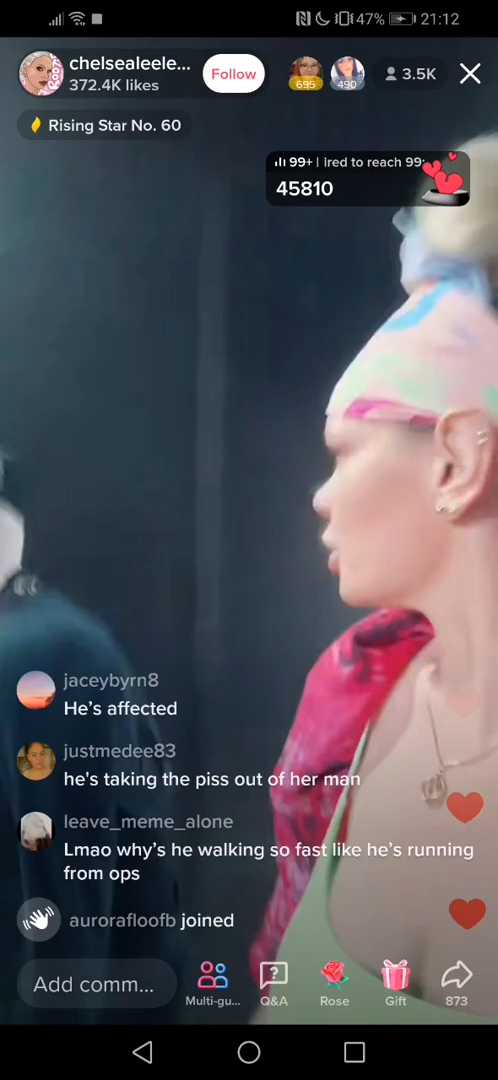 47% 21:12
chelsealeele...
372.4K likes
Follow
695
490
3.5K
Rising Star No. 60
99+ | ired to reach 99
45810
jaceybyrn8
He's affected
justmedee83
he's taking the piss out of her man
leave_meme_alone
Lmao why's he walking so fast like he's running
from ops
aurorafloofb joined
Add comm...
Multi-gu...
Q&A
Rose
Gift
873